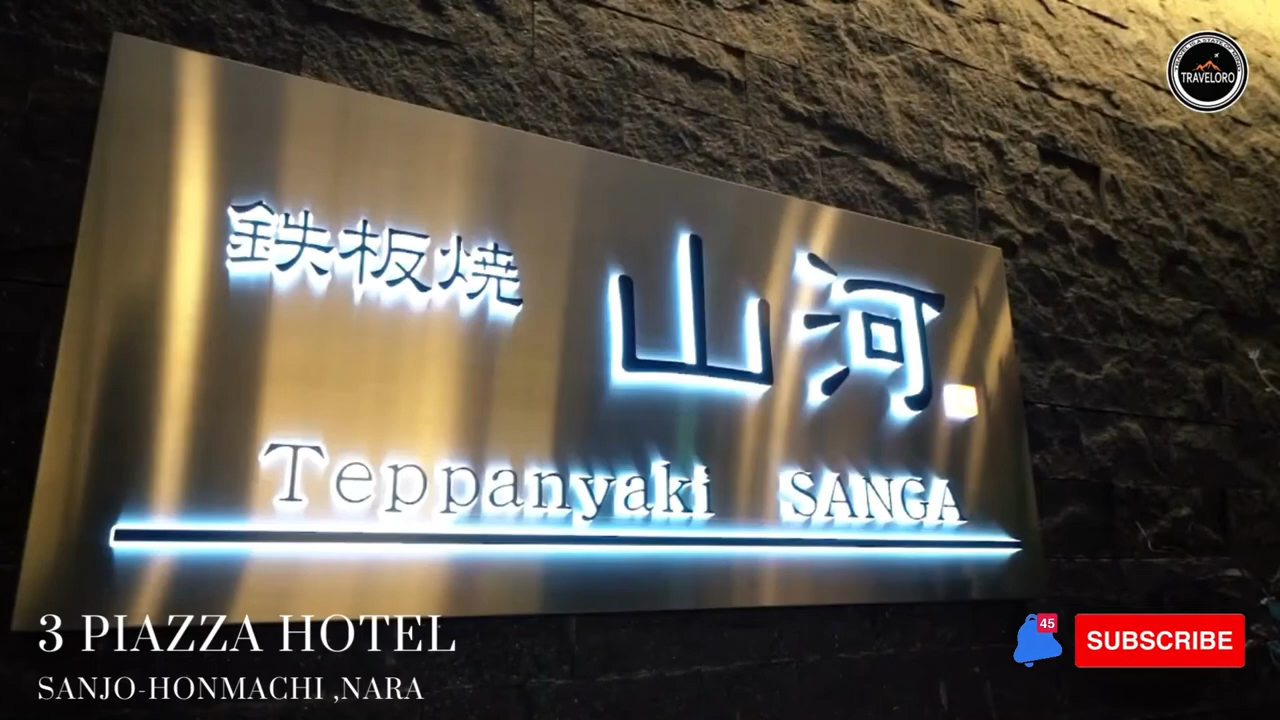 TRAVELORO
鉄板焼 山河
Teppanyaki SANGA
3 PIAZZA HOTEL
SANJO-HONMACHI ,NARA
45
SUBSCRIBE